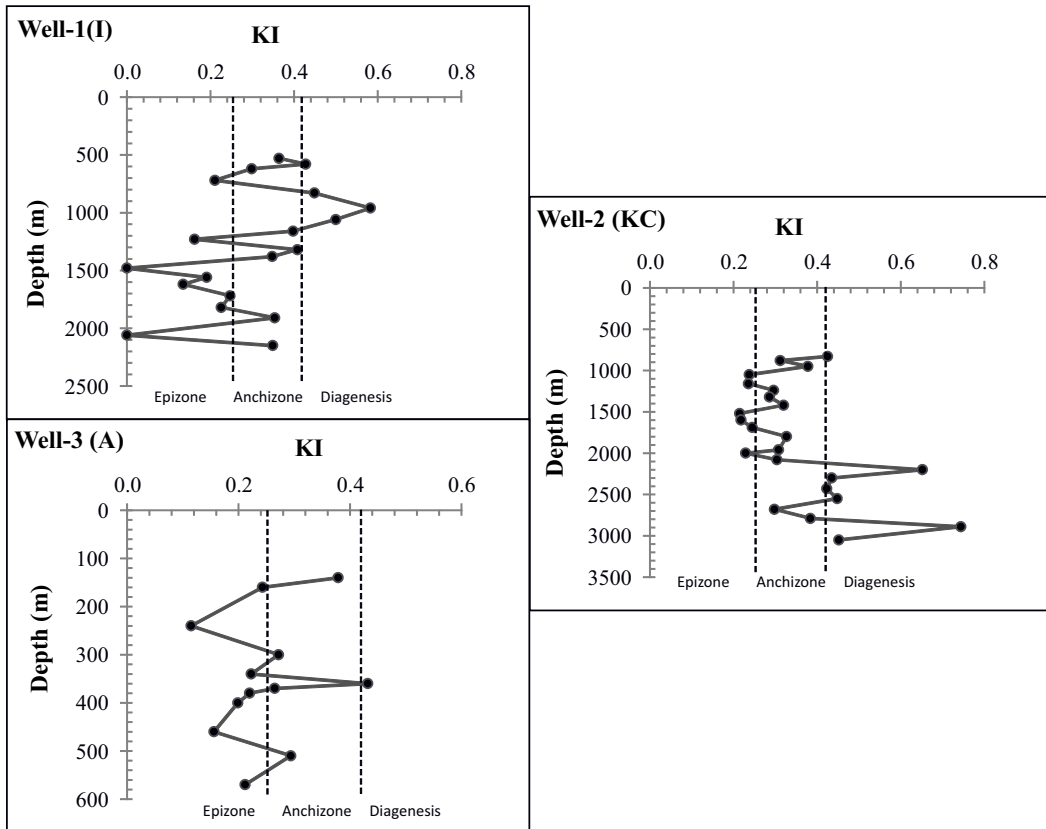 Well-1(I)
KI
0.0 0.2 0.4 0.6 0.8
0
500
1000
1500
2000
2500
Depth (m)
Epizone Anchizone Diagenesis
Well-2 (KC)
KI
0.0 0.2 0.4 0.6 0.8
0
500
1000
1500
2000
2500
3000
3500
Depth (m)
Epizone Anchizone Diagenesis
Well-3 (A)
KI
0.0 0.2 0.4 0.6
0
100
200
300
400
500
600
Depth (m)
Epizone Anchizone Diagenesis